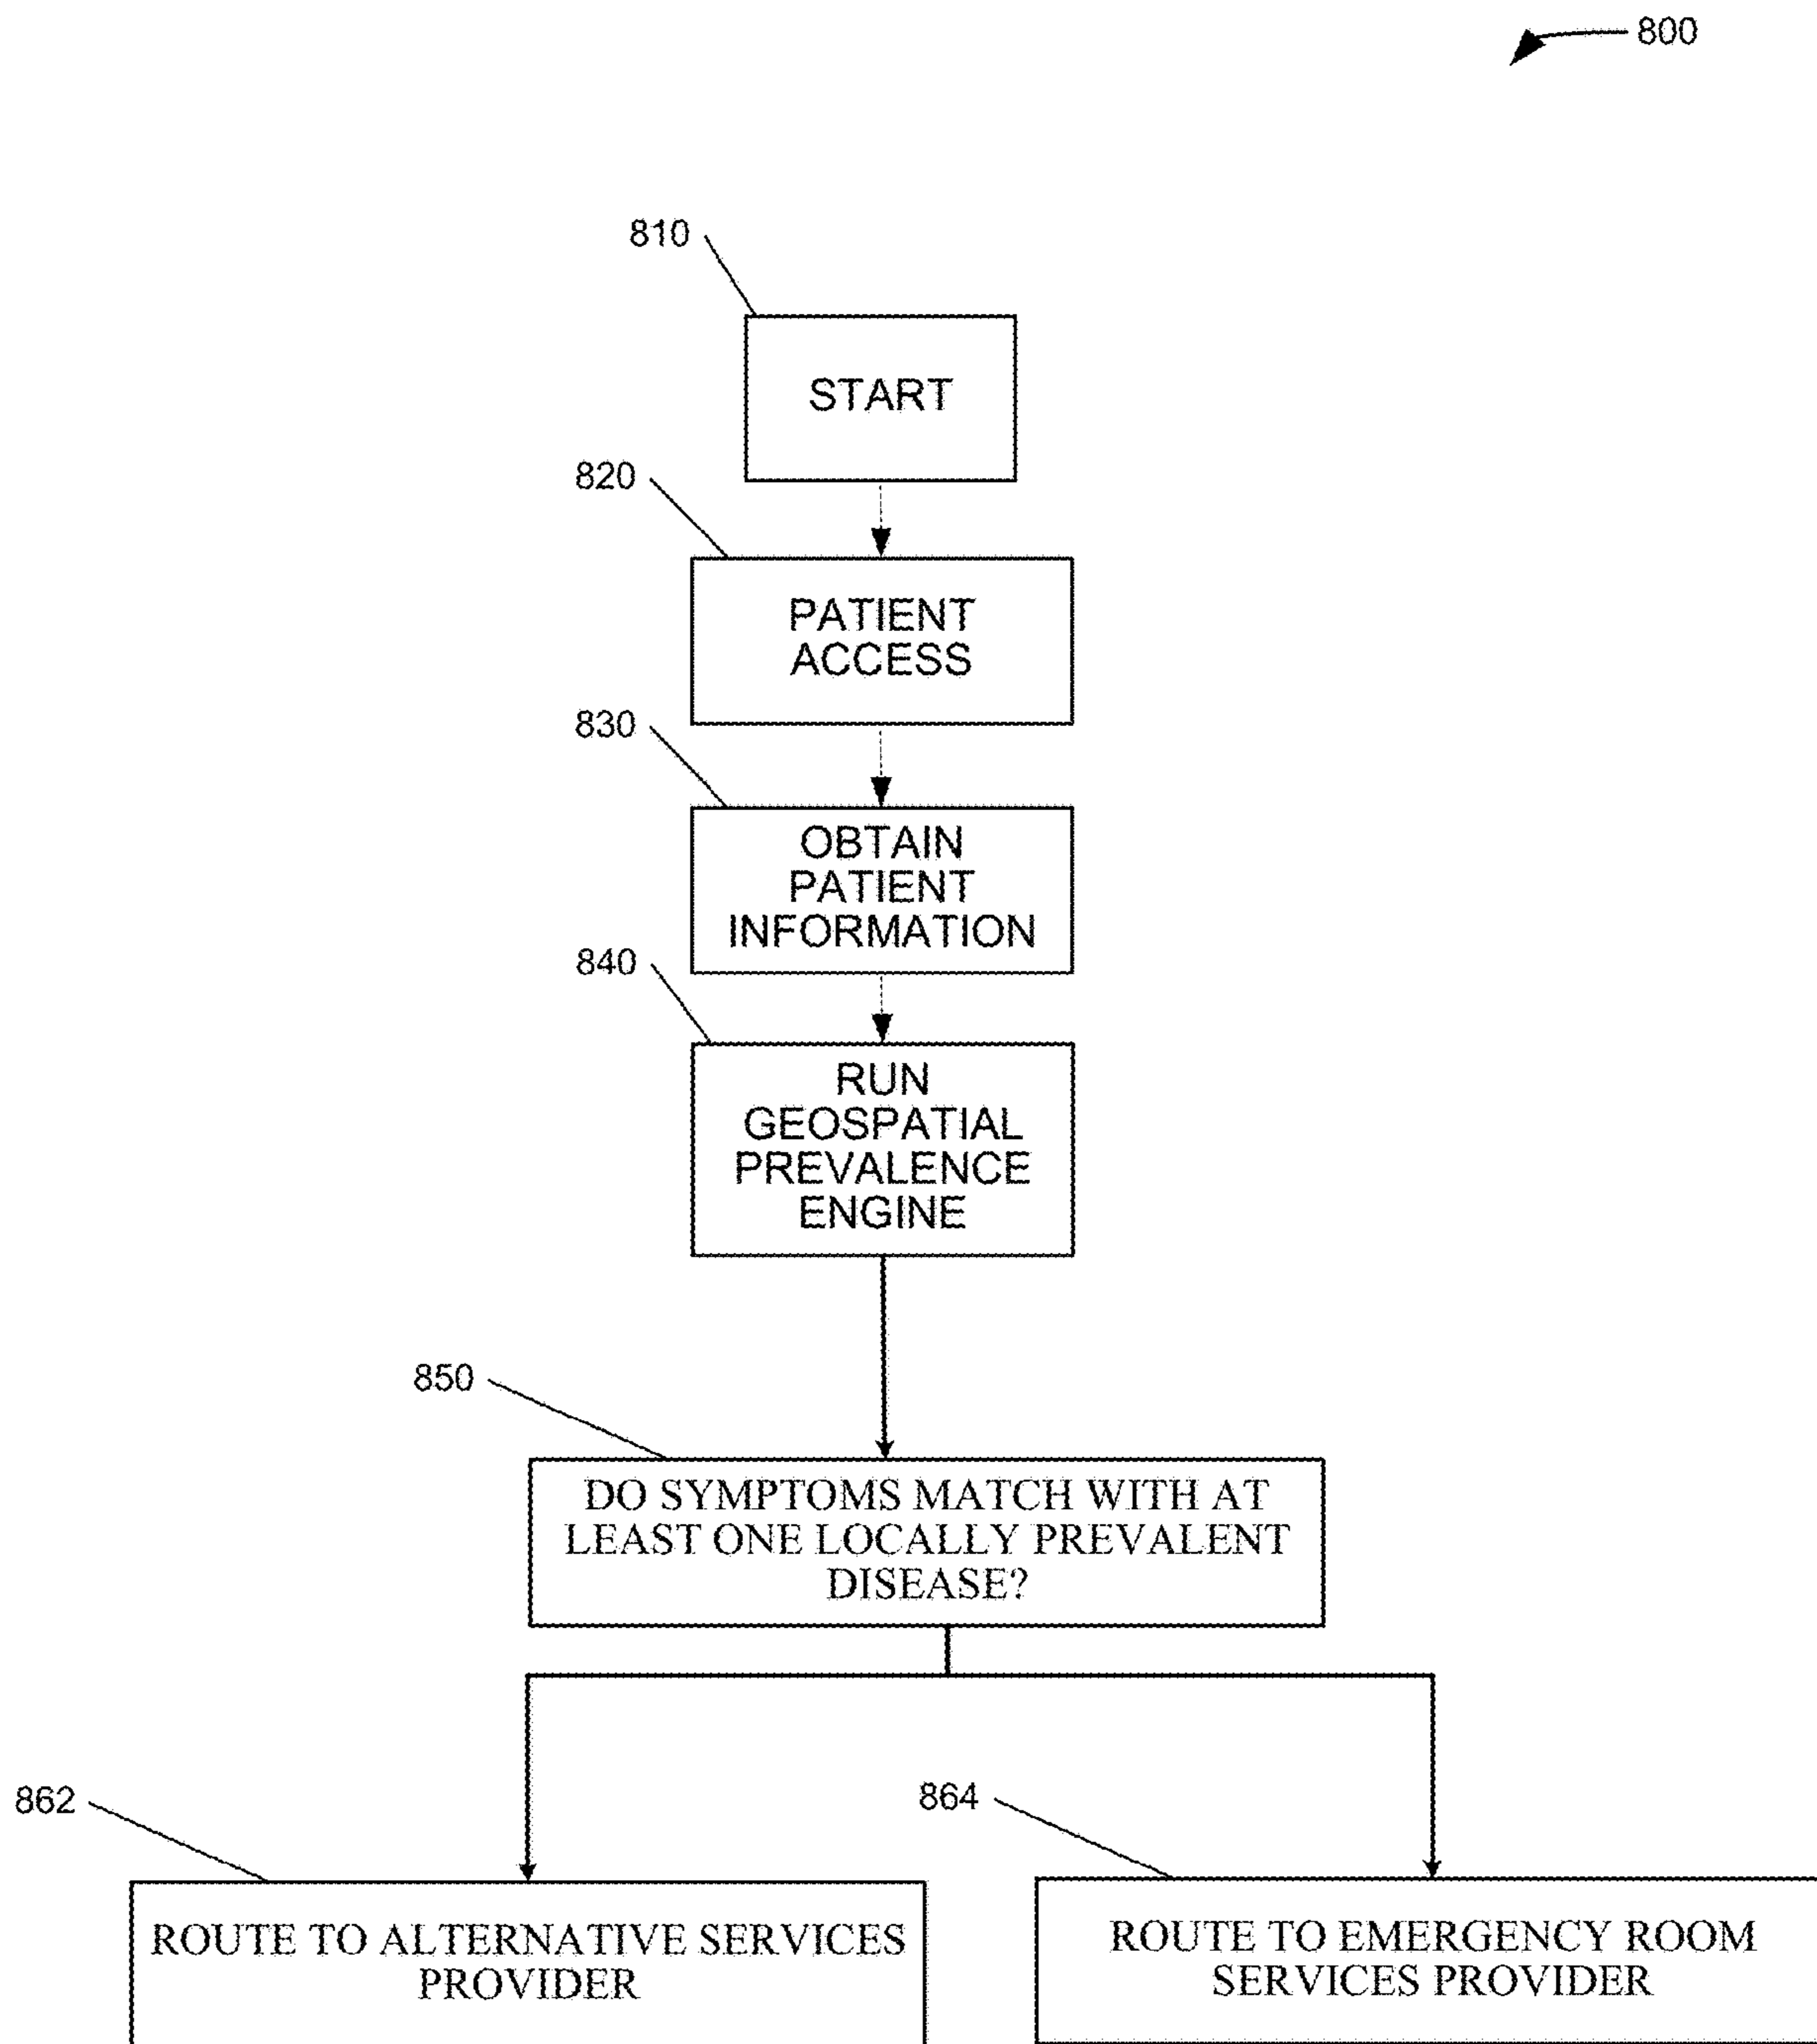 800
810
START
820
PATIENT
ACCESS
830
OBTAIN
PATIENT
INFORMATION
840
RUN
GEOSPATIAL
PREVALENCE
ENGINE
850
DO SYMPTOMS MATCH WITH AT
LEAST ONE LOCALLY PREVALENT
DISEASE?
862
ROUTE TO ALTERNATIVE SERVICES
PROVIDER
864
ROUTE TO EMERGENCY ROOM
SERVICES PROVIDER